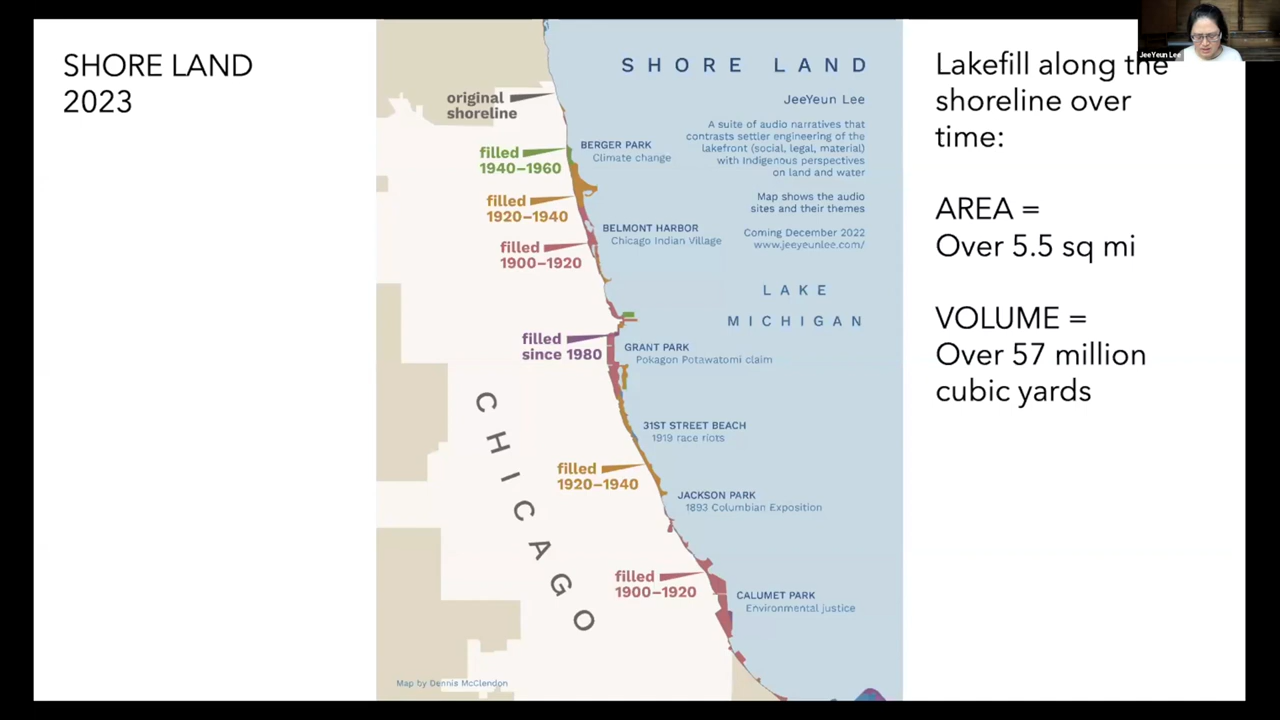 SHORE LAND
2023
SHORE LAND
JeeYeun Lee
A suite of audio narratives that
contrasts settler engineering of the
lakefront (social, legal, material)
with Indigenous perspectives
on land and water
Map shows the audio
sites and their themes
Coming December 2022
www.jeeyeunlee.com/
LAKE
MICHIGAN
original
shoreline
filled
1940–1960
filled
1920–1940
filled
1900–1920
filled
since 1980
filled
1920–1940
filled
1900–1920
BERGER PARK
Climate change
BELMONT HARBOR
Chicago Indian Village
GRANT PARK
Pokagon Potawatomi claim
31ST STREET BEACH
1919 race riots
JACKSON PARK
1893 Columbian Exposition
CALUMET PARK
Environmental justice
CHICAGO
Map by Dennis McClendon
JeeYeun Lee
Lakefill along the
shoreline over
time:
AREA =
Over 5.5 sq mi
VOLUME =
Over 57 million
cubic yards